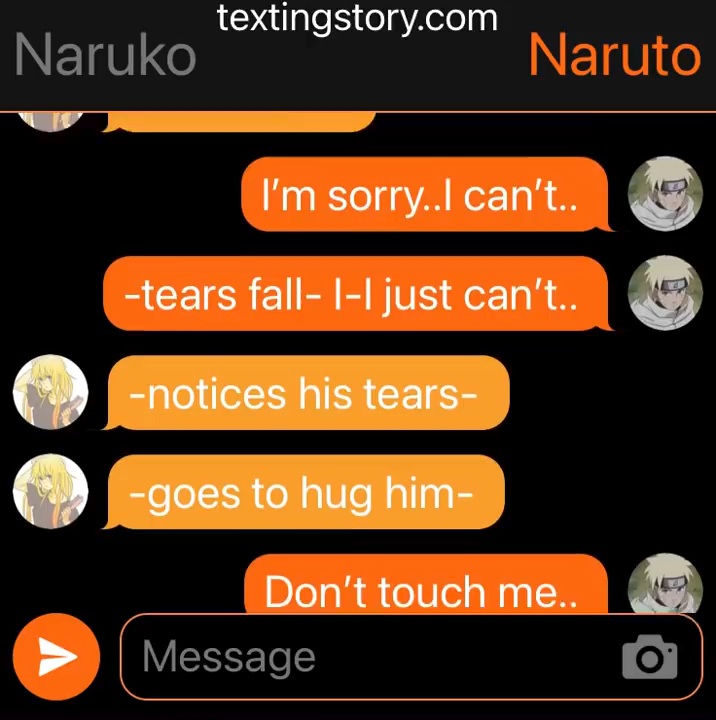 textingstory.com
Naruko
Naruto
I’m sorry..I can’t..
-tears fall- I-I just can’t..
-notices his tears-
-goes to hug him-
Don’t touch me..
Message